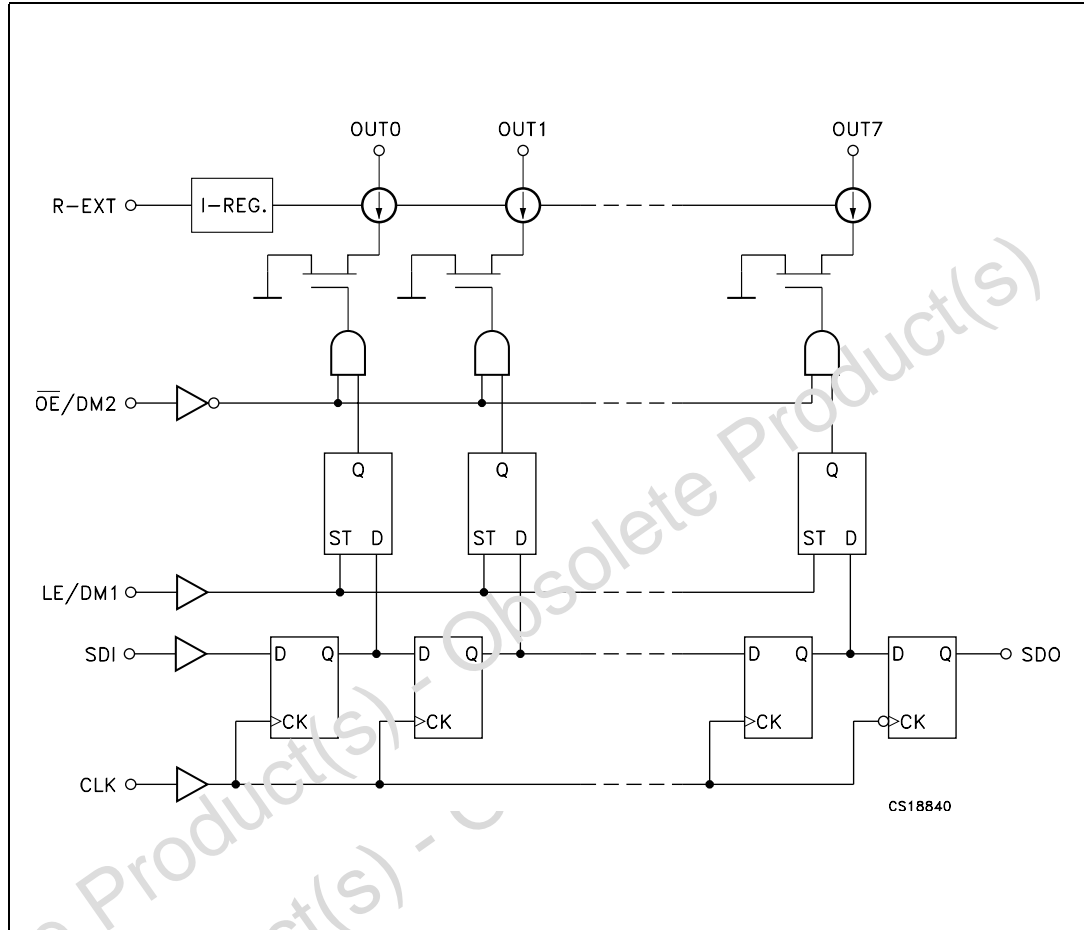 OUT0 OUT1 OUT7
R-EXT I-REG.
OE/DM2
Q Q Q
ST D ST D ST D
LE/DM1
SDI D Q D Q D Q D Q SDO
CK CK CK CK
CLK
CS18840
Product(s) - Obsolete Product(s)